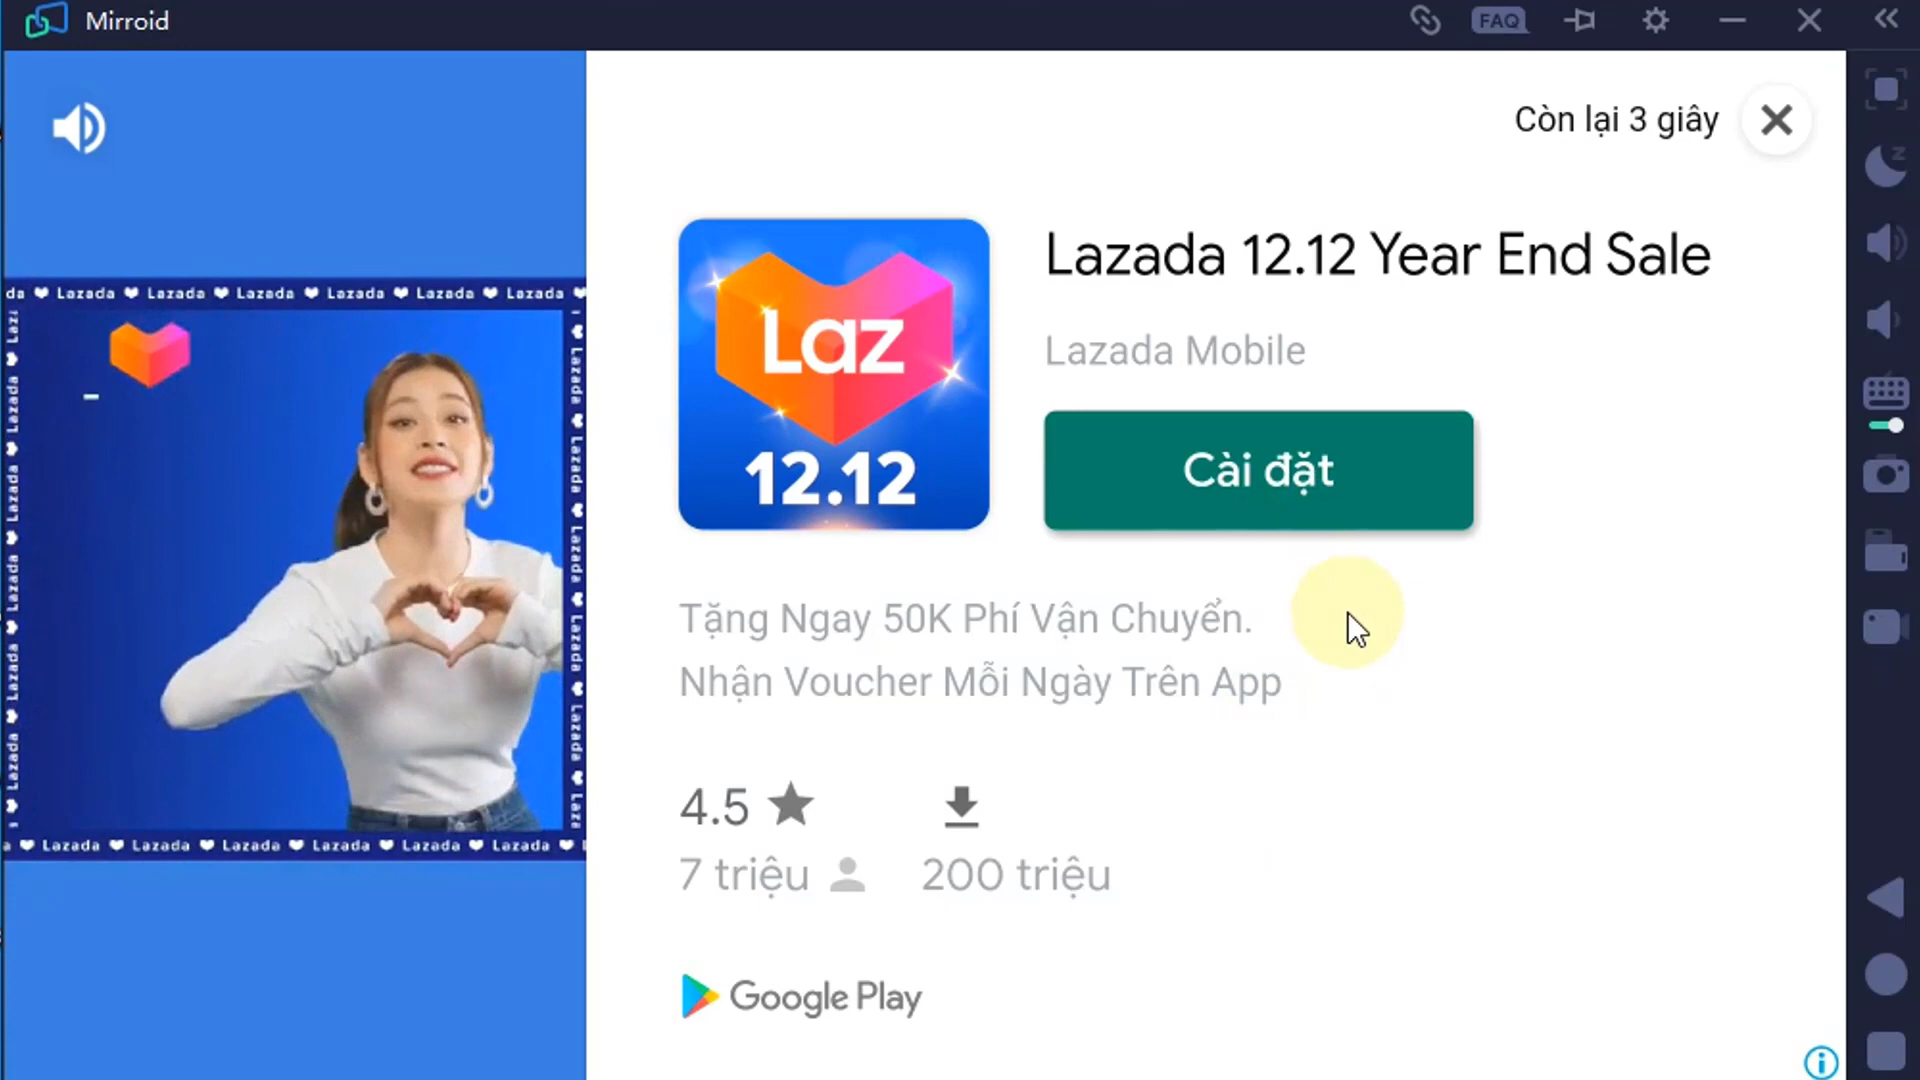 Mirroid
FAQ
Còn lại 3 giây
Laz
12.12
Lazada 12.12 Year End Sale
Lazada Mobile
Cài đặt
Tặng Ngay 50K Phí Vận Chuyển.
Nhận Voucher Mỗi Ngày Trên App
4.5
7 triệu
200 triệu
Google Play
da Lazada Lazada Lazada Lazada Lazada Lazada
Lazada Lazada Lazada Lazada Lazada Lazada